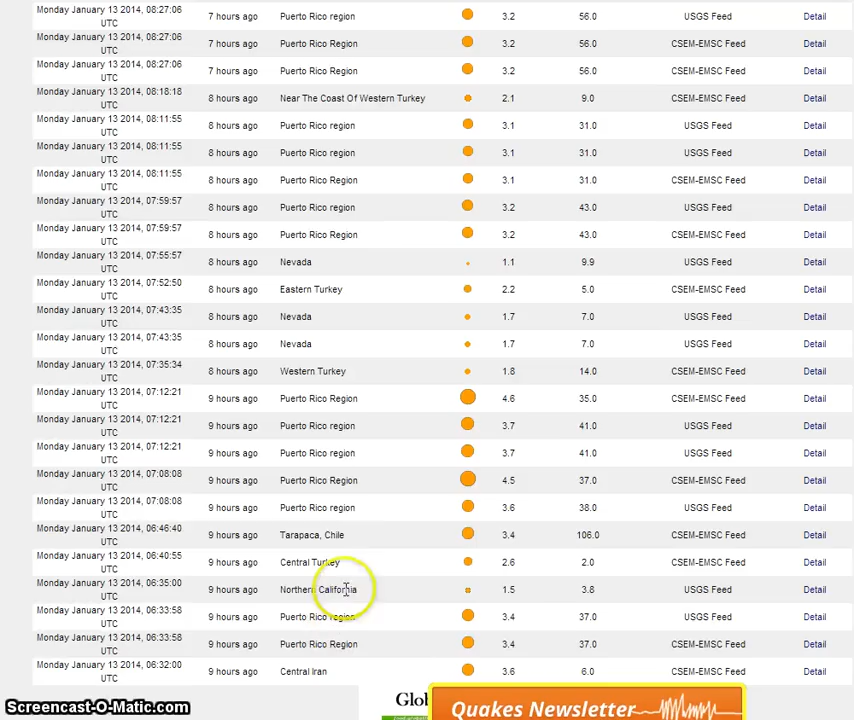 Monday January 13 2014, 08:27:06 UTC 7 hours ago Puerto Rico region 3.2 56.0 USGS Feed Detail
Monday January 13 2014, 08:27:06 UTC 7 hours ago Puerto Rico Region 3.2 56.0 CSEM-EMSC Feed Detail
Monday January 13 2014, 08:27:06 UTC 7 hours ago Puerto Rico Region 3.2 56.0 CSEM-EMSC Feed Detail
Monday January 13 2014, 08:18:18 UTC 8 hours ago Near The Coast Of Western Turkey 2.1 9.0 CSEM-EMSC Feed Detail
Monday January 13 2014, 08:11:55 UTC 8 hours ago Puerto Rico region 3.1 31.0 USGS Feed Detail
Monday January 13 2014, 08:11:55 UTC 8 hours ago Puerto Rico region 3.1 31.0 USGS Feed Detail
Monday January 13 2014, 08:11:55 UTC 8 hours ago Puerto Rico Region 3.1 31.0 CSEM-EMSC Feed Detail
Monday January 13 2014, 07:59:57 UTC 8 hours ago Puerto Rico region 3.2 43.0 USGS Feed Detail
Monday January 13 2014, 07:59:57 UTC 8 hours ago Puerto Rico Region 3.2 43.0 CSEM-EMSC Feed Detail
Monday January 13 2014, 07:55:57 UTC 8 hours ago Nevada 1.1 9.9 USGS Feed Detail
Monday January 13 2014, 07:52:50 UTC 8 hours ago Eastern Turkey 2.2 5.0 CSEM-EMSC Feed Detail
Monday January 13 2014, 07:43:35 UTC 8 hours ago Nevada 1.7 7.0 USGS Feed Detail
Monday January 13 2014, 07:43:35 UTC 8 hours ago Nevada 1.7 7.0 USGS Feed Detail
Monday January 13 2014, 07:35:34 UTC 8 hours ago Western Turkey 1.8 14.0 CSEM-EMSC Feed Detail
Monday January 13 2014, 07:12:21 UTC 9 hours ago Puerto Rico Region 4.6 35.0 CSEM-EMSC Feed Detail
Monday January 13 2014, 07:12:21 UTC 9 hours ago Puerto Rico region 3.7 41.0 USGS Feed Detail
Monday January 13 2014, 07:12:21 UTC 9 hours ago Puerto Rico region 3.7 41.0 USGS Feed Detail
Monday January 13 2014, 07:08:08 UTC 9 hours ago Puerto Rico Region 4.5 37.0 CSEM-EMSC Feed Detail
Monday January 13 2014, 07:08:08 UTC 9 hours ago Puerto Rico region 3.6 38.0 USGS Feed Detail
Monday January 13 2014, 06:46:40 UTC 9 hours ago Tarapaca, Chile 3.4 106.0 CSEM-EMSC Feed Detail
Monday January 13 2014, 06:40:55 UTC 9 hours ago Central Turkey 2.6 2.0 CSEM-EMSC Feed Detail
Monday January 13 2014, 06:35:00 UTC 9 hours ago Northern California 1.5 3.8 USGS Feed Detail
Monday January 13 2014, 06:33:58 UTC 9 hours ago Puerto Rico region 3.4 37.0 USGS Feed Detail
Monday January 13 2014, 06:33:58 UTC 9 hours ago Puerto Rico Region 3.4 37.0 CSEM-EMSC Feed Detail
Monday January 13 2014, 06:32:00 UTC 9 hours ago Central Iran 3.6 6.0 CSEM-EMSC Feed Detail
Screencast-O-Matic.com Glob Quakes Newsletter